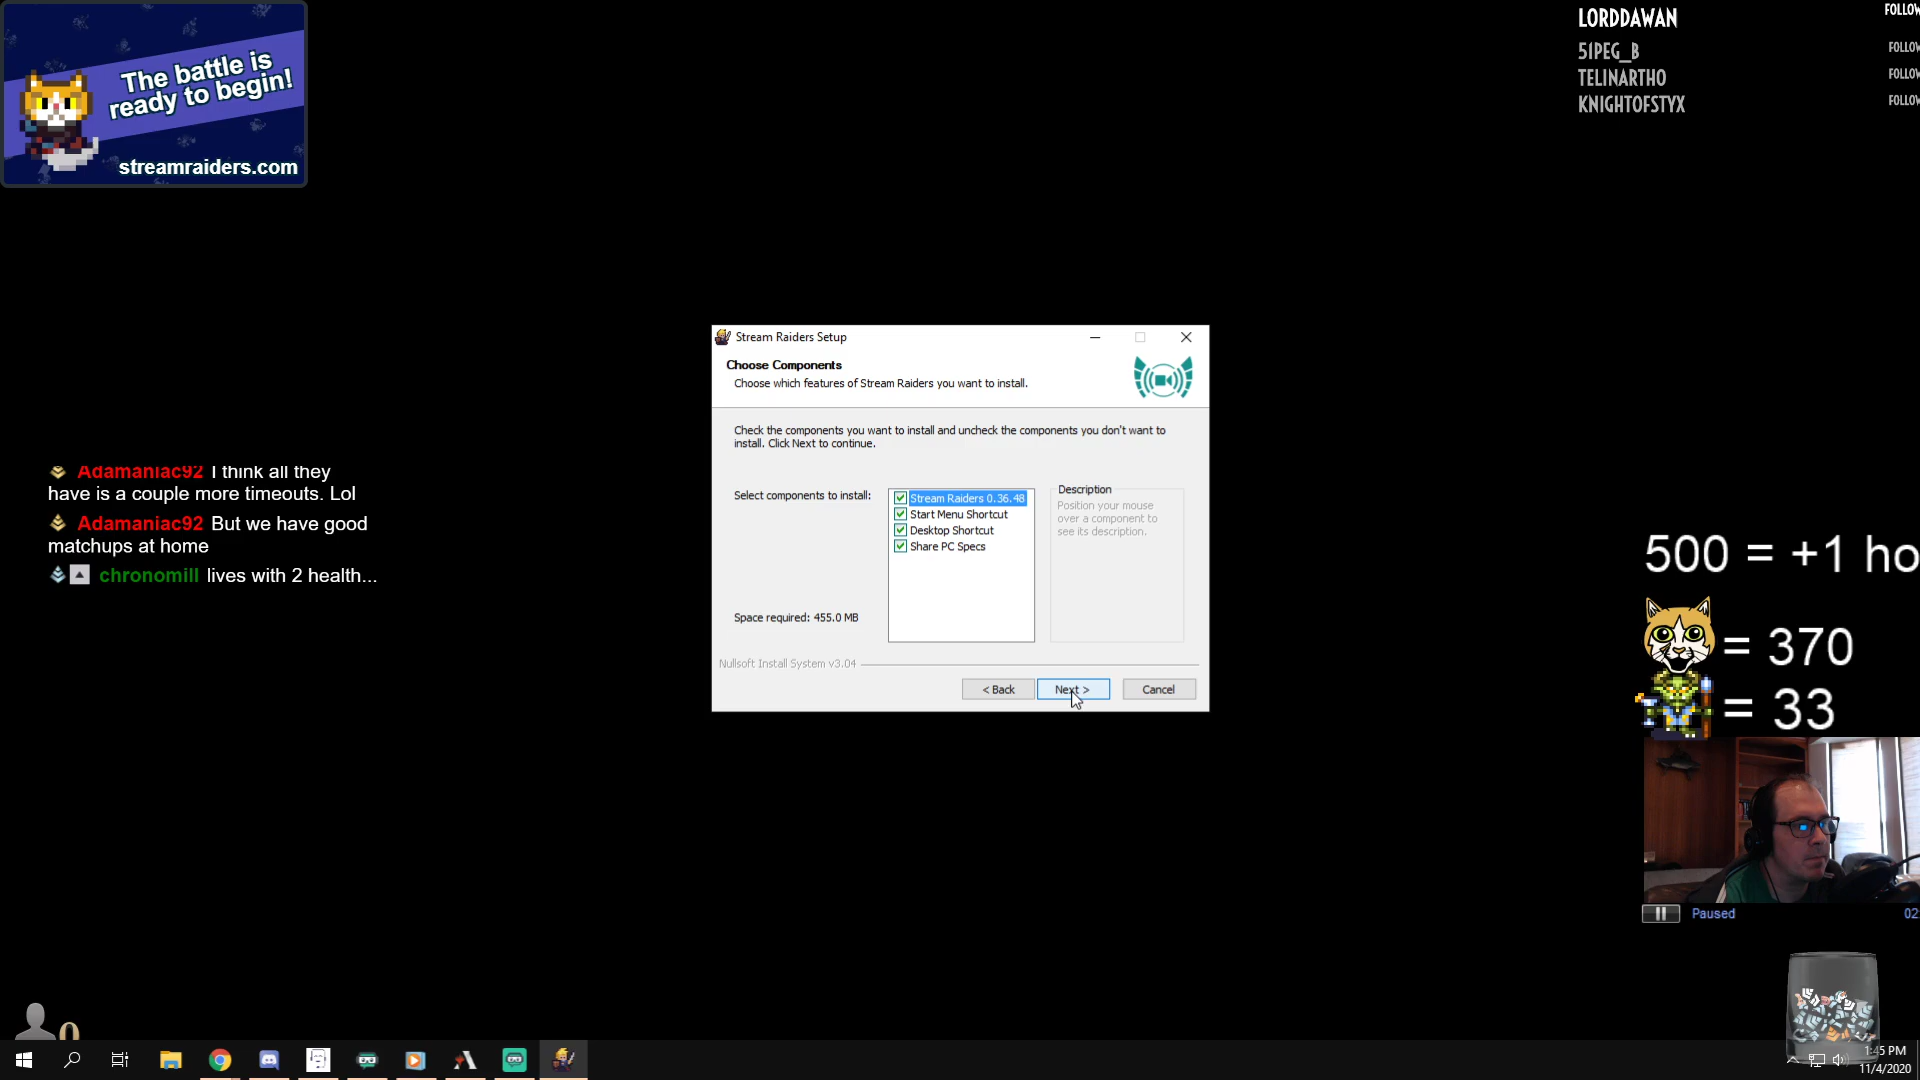 The battle is
ready to begin!
streamraiders.com
LORDDAWAN
FOLLOW
51PEG_B
FOLLOW
TELINARTHO
FOLLOW
KNIGHTOFSTYX
FOLLOW
Stream Raiders Setup
Choose Components
Choose which features of Stream Raiders you want to install.
Check the components you want to install and uncheck the components you don't want to
install. Click Next to continue.
Select components to install:
Stream Raiders 0.36.48
Start Menu Shortcut
Desktop Shortcut
Share PC Specs
Description
Position your mouse
over a component to
see its description.
Space required: 455.0 MB
Nullsoft Install System v3.04
< Back
Next >
Cancel
Adamaniac92 I think all they
have is a couple more timeouts. Lol
Adamaniac92 But we have good
matchups at home
chronomill lives with 2 health...
500 = +1 ho
= 370
= 33
Paused
02:
0
1:45 PM
11/4/2020